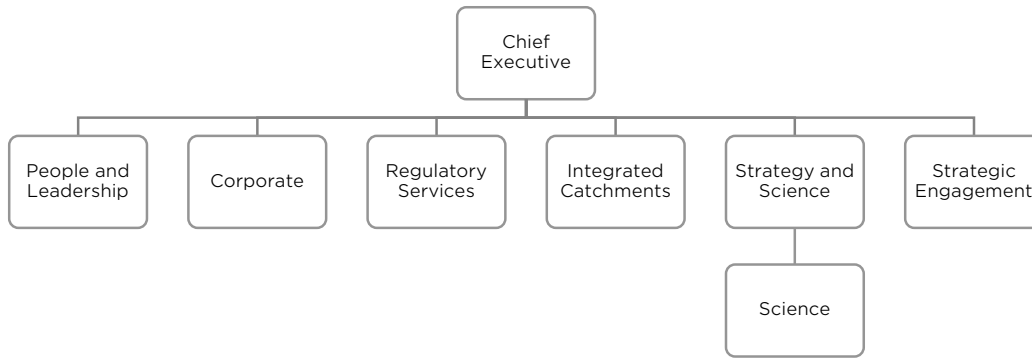 Chief
Executive
People and
Leadership
Corporate
Regulatory
Services
Integrated
Catchments
Strategy and
Science
Strategic
Engagement
Science